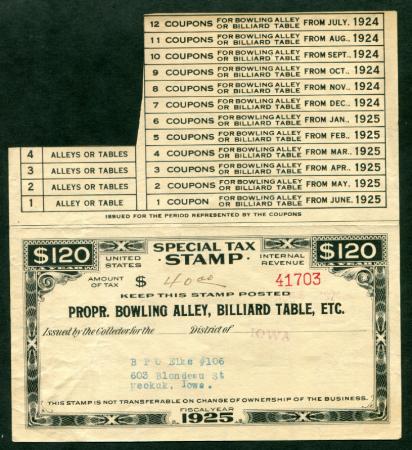 12 COUPONS FOR BOWLING ALLEY OR BILLIARD TABLE FROM JULY, 1924
11 COUPONS FOR BOWLING ALLEY OR BILLIARD TABLE FROM AUG., 1924
10 COUPONS FOR BOWLING ALLEY OR BILLIARD TABLE FROM SEPT., 1924
9 COUPONS FOR BOWLING ALLEY OR BILLIARD TABLE FROM OCT., 1924
8 COUPONS FOR BOWLING ALLEY OR BILLIARD TABLE FROM NOV., 1924
7 COUPONS FOR BOWLING ALLEY OR BILLIARD TABLE FROM DEC., 1924
6 COUPONS FOR BOWLING ALLEY OR BILLIARD TABLE FROM JAN., 1925
5 COUPONS FOR BOWLING ALLEY OR BILLIARD TABLE FROM FEB., 1925
4 ALLEYS OR TABLES 4 COUPONS FOR BOWLING ALLEY OR BILLIARD TABLE FROM MAR., 1925
3 ALLEYS OR TABLES 3 COUPONS FOR BOWLING ALLEY OR BILLIARD TABLE FROM APR., 1925
2 ALLEYS OR TABLES 2 COUPONS FOR BOWLING ALLEY OR BILLIARD TABLE FROM MAY, 1925
1 ALLEY OR TABLE 1 COUPON FOR BOWLING ALLEY OR BILLIARD TABLE FROM JUNE, 1925
ISSUED FOR THE PERIOD REPRESENTED BY THE COUPONS
$120 A YEAR UNITED STATES SPECIAL TAX STAMP INTERNAL REVENUE $120 A YEAR
AMOUNT OF TAX $ 40 00 41703
KEEP THIS STAMP POSTED
PROPR. BOWLING ALLEY, BILLIARD TABLE, ETC.
Issued by the Collector for the District of IOWA
B P O Elks #106
603 Blondeau St
Keokuk, Iowa.
THIS STAMP IS NOT TRANSFERABLE ON CHANGE OF OWNERSHIP OF THE BUSINESS.
FISCAL YEAR
1925